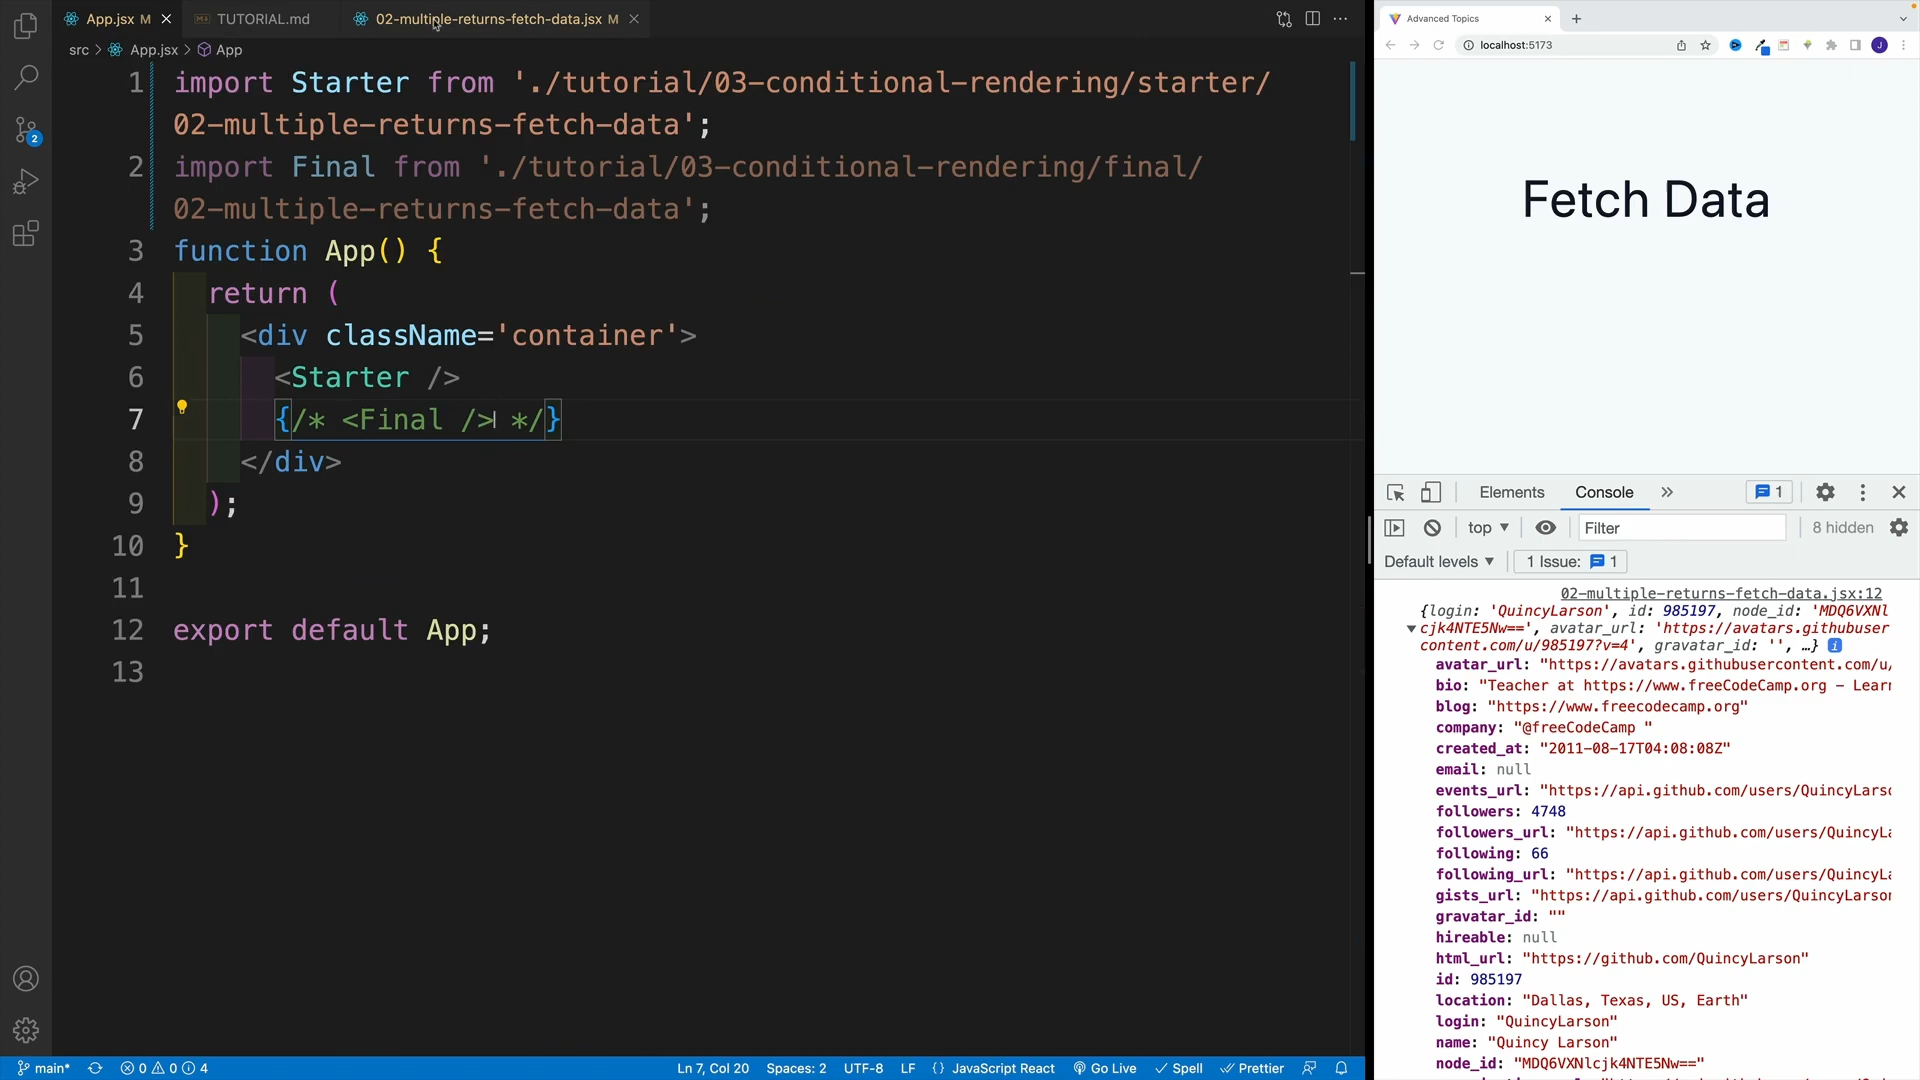 App.jsx M
TUTORIAL.md
02-multiple-returns-fetch-data.jsx M
src > App.jsx > App
1 import Starter from './tutorial/03-conditional-rendering/starter/
02-multiple-returns-fetch-data';
2 import Final from './tutorial/03-conditional-rendering/final/
02-multiple-returns-fetch-data';
3 function App() {
4 return (
5 <div className='container'>
6 <Starter />
7 {/* <Final /> */}
8 </div>
9 );
10 }
11
12 export default App;
13
2
main*
0 0 4
Ln 7, Col 20
Spaces: 2
UTF-8
LF
{} JavaScript React
Go Live
Spell
Prettier
Advanced Topics
localhost:5173
J
Fetch Data
Elements
Console
1
top
Filter
8 hidden
Default levels
1 Issue: 1
02-multiple-returns-fetch-data.jsx:12
{login: 'QuincyLarson', id: 985197, node_id: 'MDQ6VXNl
cjk4NTE5Nw==', avatar_url: 'https://avatars.githubuser
content.com/u/985197?v=4', gravatar_id: '', …}
avatar_url: "https://avatars.githubusercontent.com/u/
bio: "Teacher at https://www.freeCodeCamp.org – Learn
blog: "https://www.freecodecamp.org"
company: "@freeCodeCamp "
created_at: "2011-08-17T04:08:08Z"
email: null
events_url: "https://api.github.com/users/QuincyLarso
followers: 4748
followers_url: "https://api.github.com/users/QuincyLa
following: 66
following_url: "https://api.github.com/users/QuincyLa
gists_url: "https://api.github.com/users/QuincyLarson
gravatar_id: ""
hireable: null
html_url: "https://github.com/QuincyLarson"
id: 985197
location: "Dallas, Texas, US, Earth"
login: "QuincyLarson"
name: "Quincy Larson"
node_id: "MDQ6VXNlcjk4NTE5Nw=="